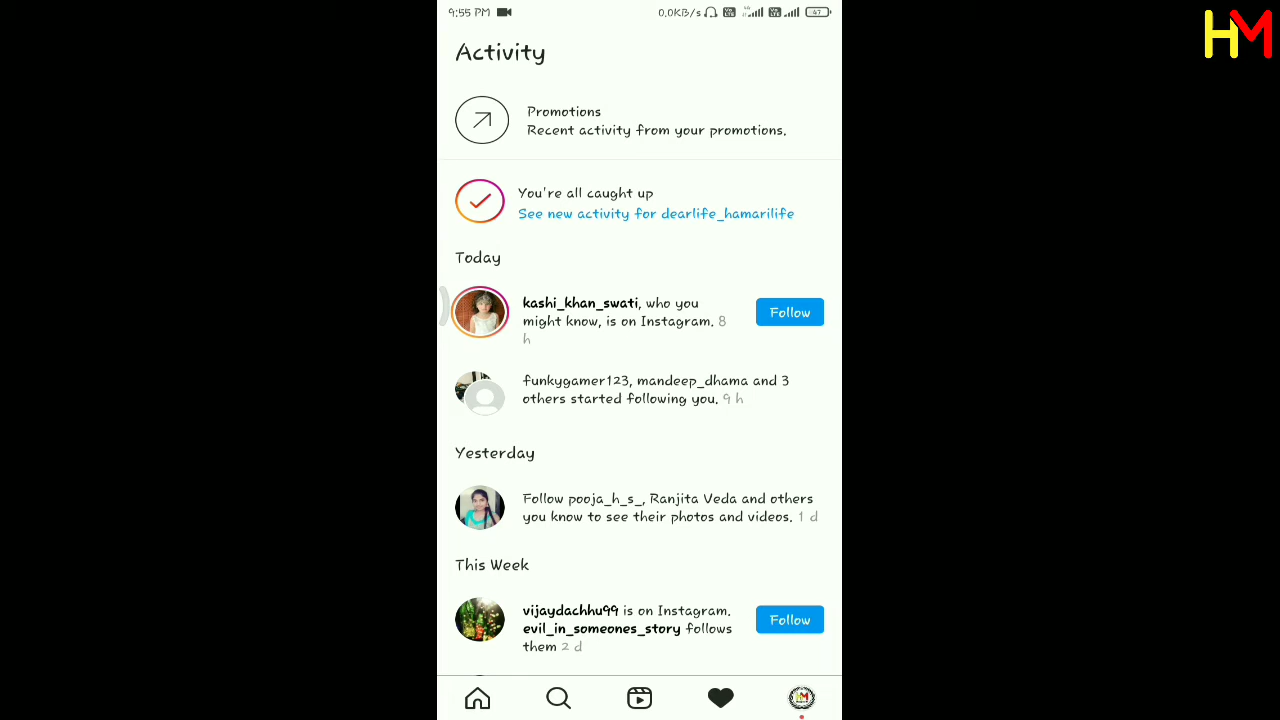 9:55 PM 0.0KB/s 47
HM
Activity
Promotions
Recent activity from your promotions.
You're all caught up
See new activity for dearlife_hamarilife
Today
kashi_khan_swati, who you
might know, is on Instagram. 8
h
Follow
funkygamer123, mandeep_dhama and 3
others started following you. 9 h
Yesterday
Follow pooja_h_s_, Ranjita Veda and others
you know to see their photos and videos. 1 d
This Week
vijaydachhu99 is on Instagram.
evil_in_someones_story follows
them 2 d
Follow